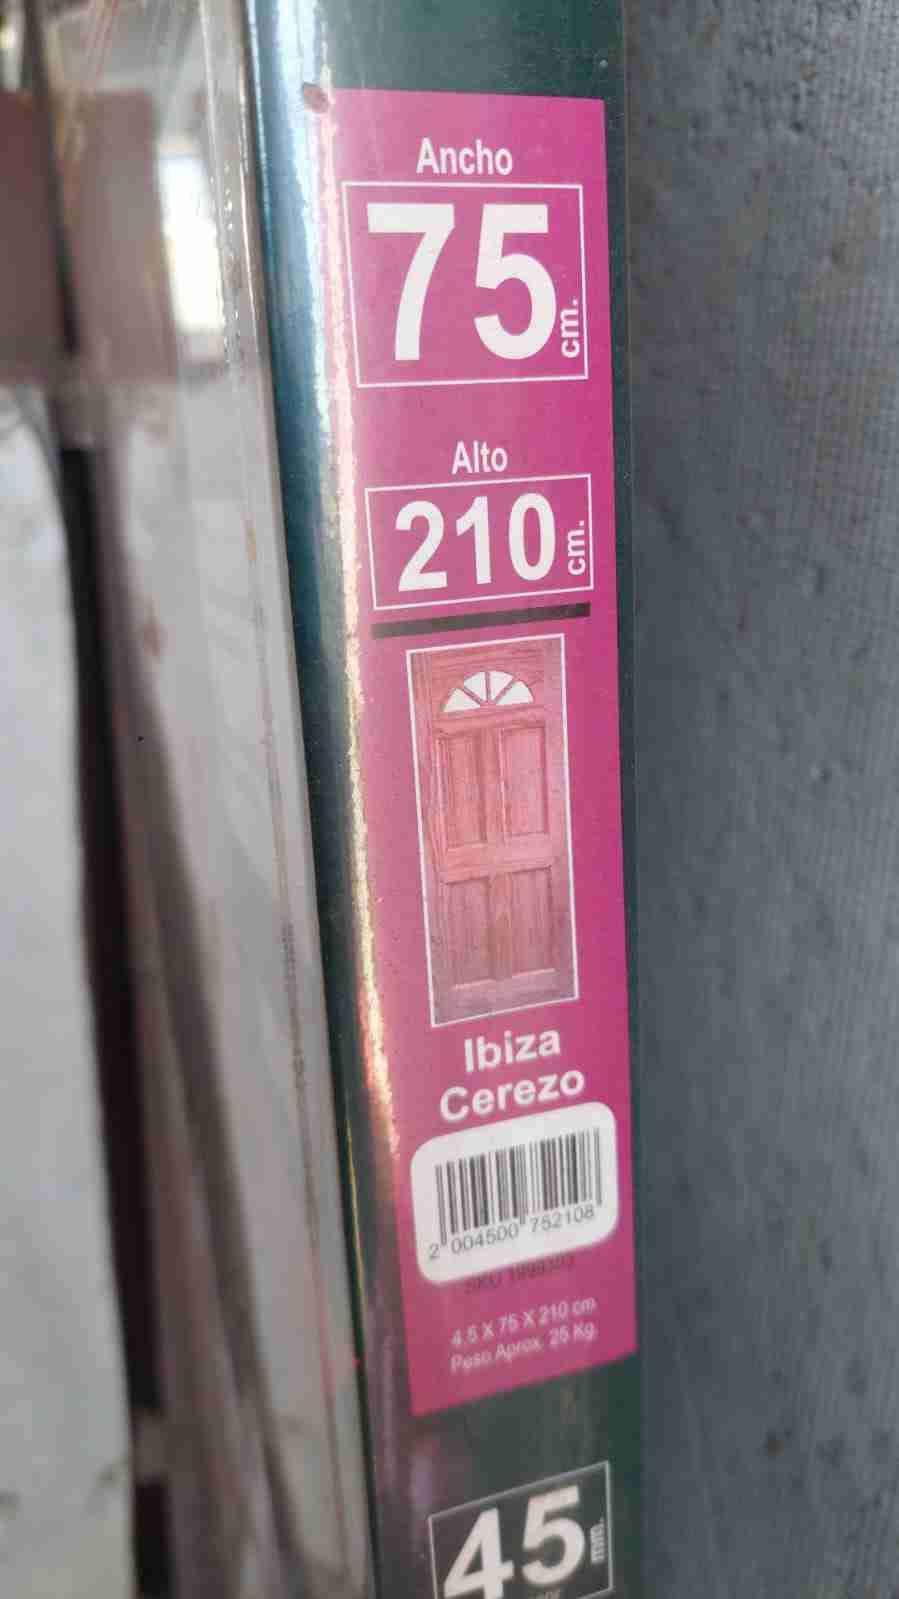 Ancho
75 cm.
Alto
210 cm.
Ibiza
Cerezo
2 004500 752108
4.5 X 75 X 210 cm
Peso Aprox. 25 Kg.
45 mm.